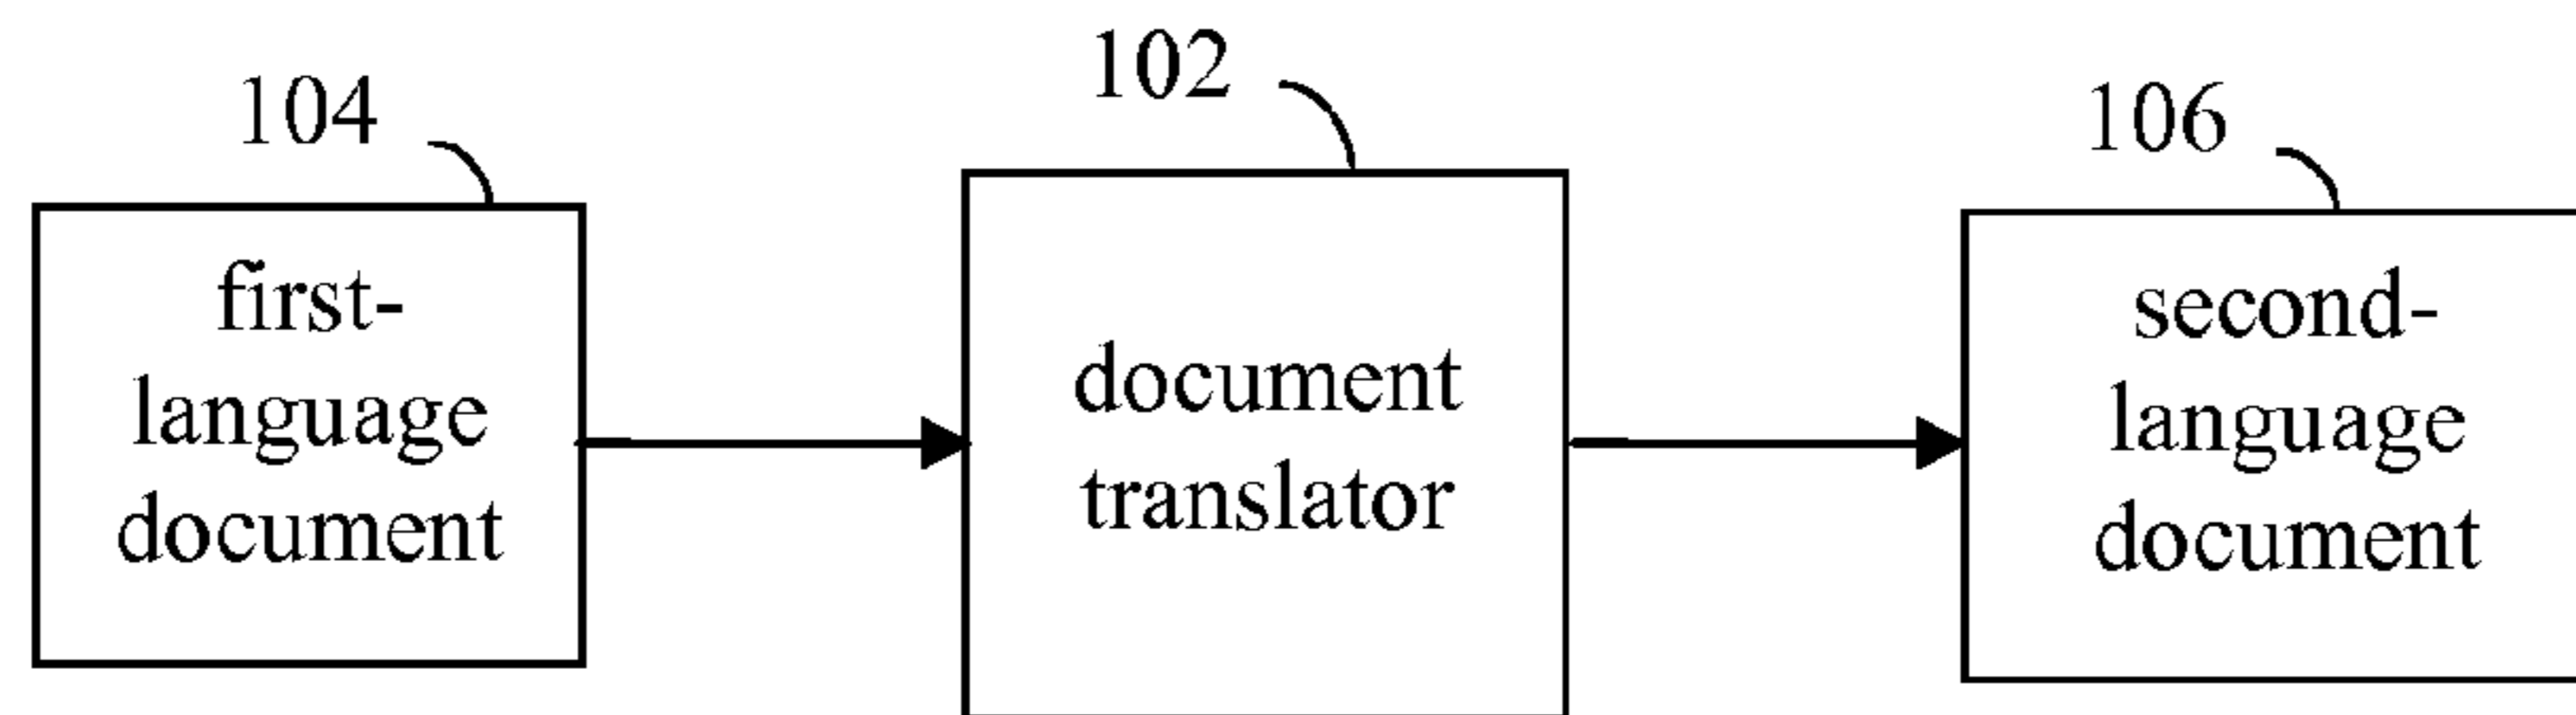 104
first-
language
document
102
document
translator
106
second-
language
document